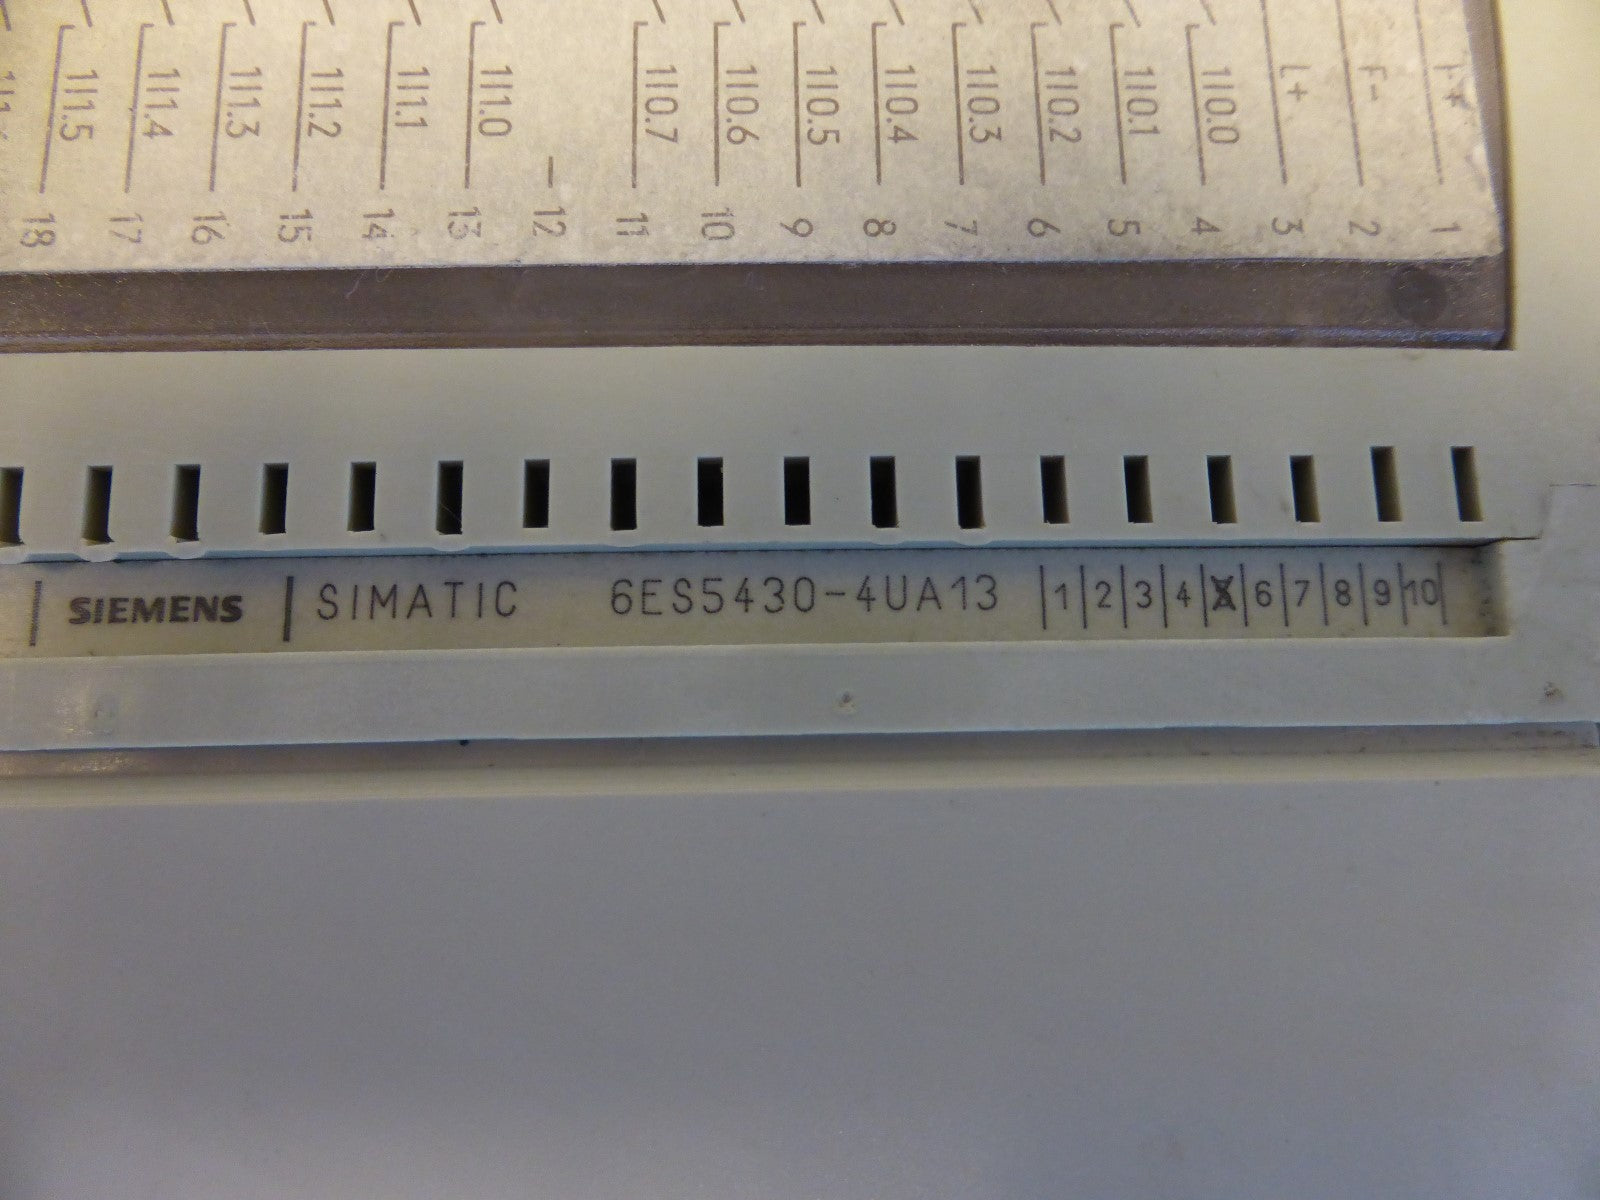 1I1.5 1I1.4 1I1.3 1I1.2 1I1.1 1I1.0 1I0.7 1I0.6 1I0.5 1I0.4 1I0.3 1I0.2 1I0.1 1I0.0 L+ F-
18 17 16 15 14 13 12 11 10 9 8 7 6 5 4 3 2 1
SIEMENS SIMATIC 6ES5430-4UA13 1 2 3 4 X 6 7 8 9 10